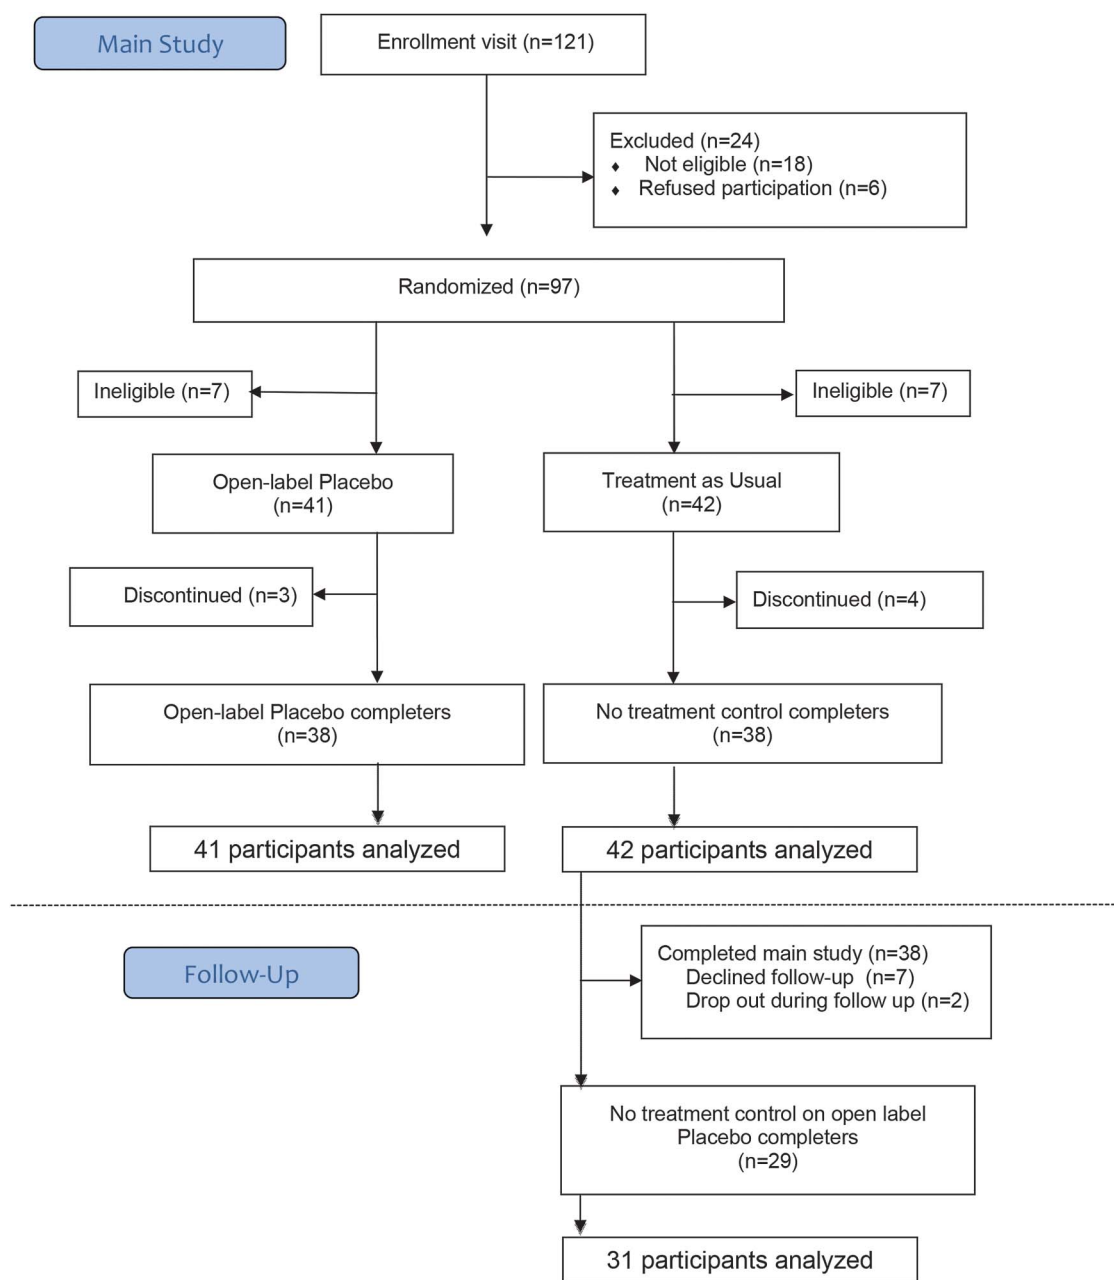 Main Study
Enrollment visit (n=121)
Excluded (n=24)
♦ Not eligible (n=18)
♦ Refused participation (n=6)
Randomized (n=97)
Ineligible (n=7)
Ineligible (n=7)
Open-label Placebo
(n=41)
Treatment as Usual
(n=42)
Discontinued (n=3)
Discontinued (n=4)
Open-label Placebo completers
(n=38)
No treatment control completers
(n=38)
41 participants analyzed
42 participants analyzed
Follow-Up
Completed main study (n=38)
Declined follow-up (n=7)
Drop out during follow up (n=2)
No treatment control on open label
Placebo completers
(n=29)
31 participants analyzed